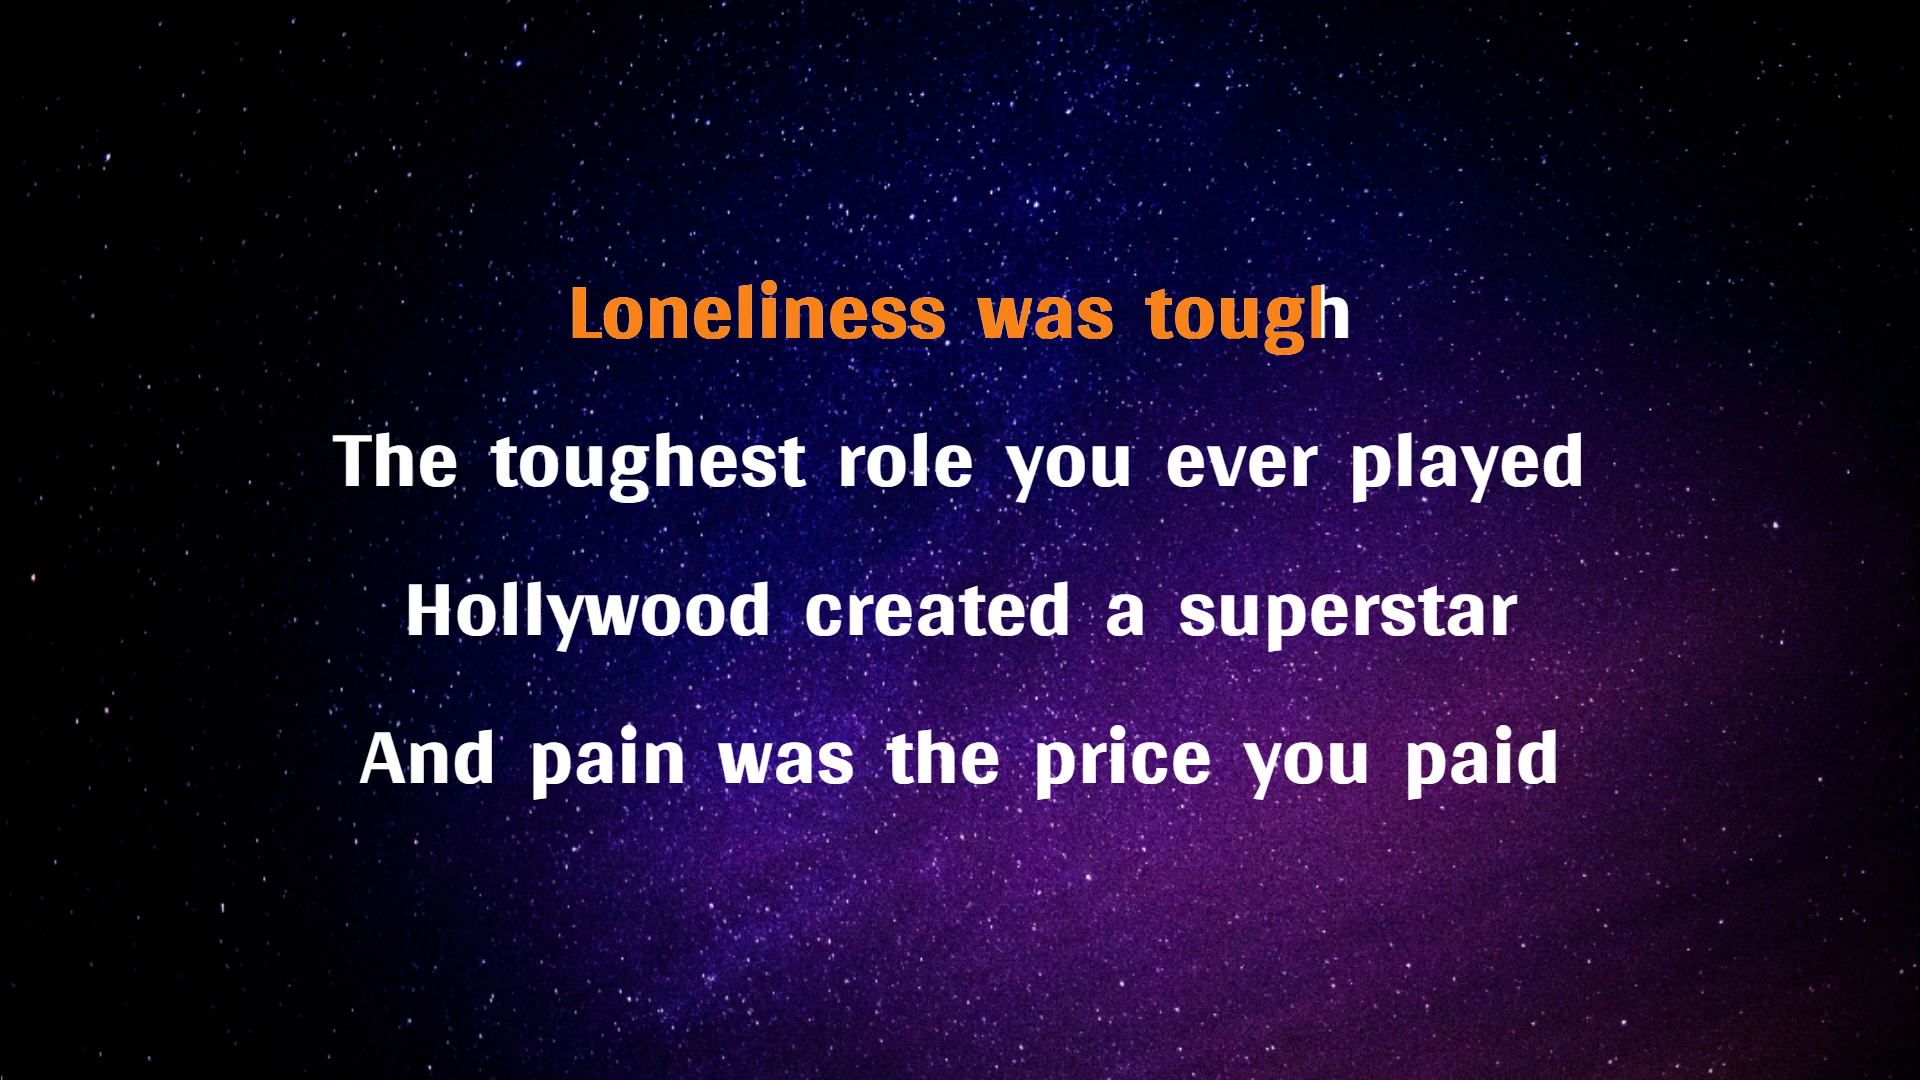 Loneliness was tough
The toughest role you ever played
Hollywood created a superstar
And pain was the price you paid